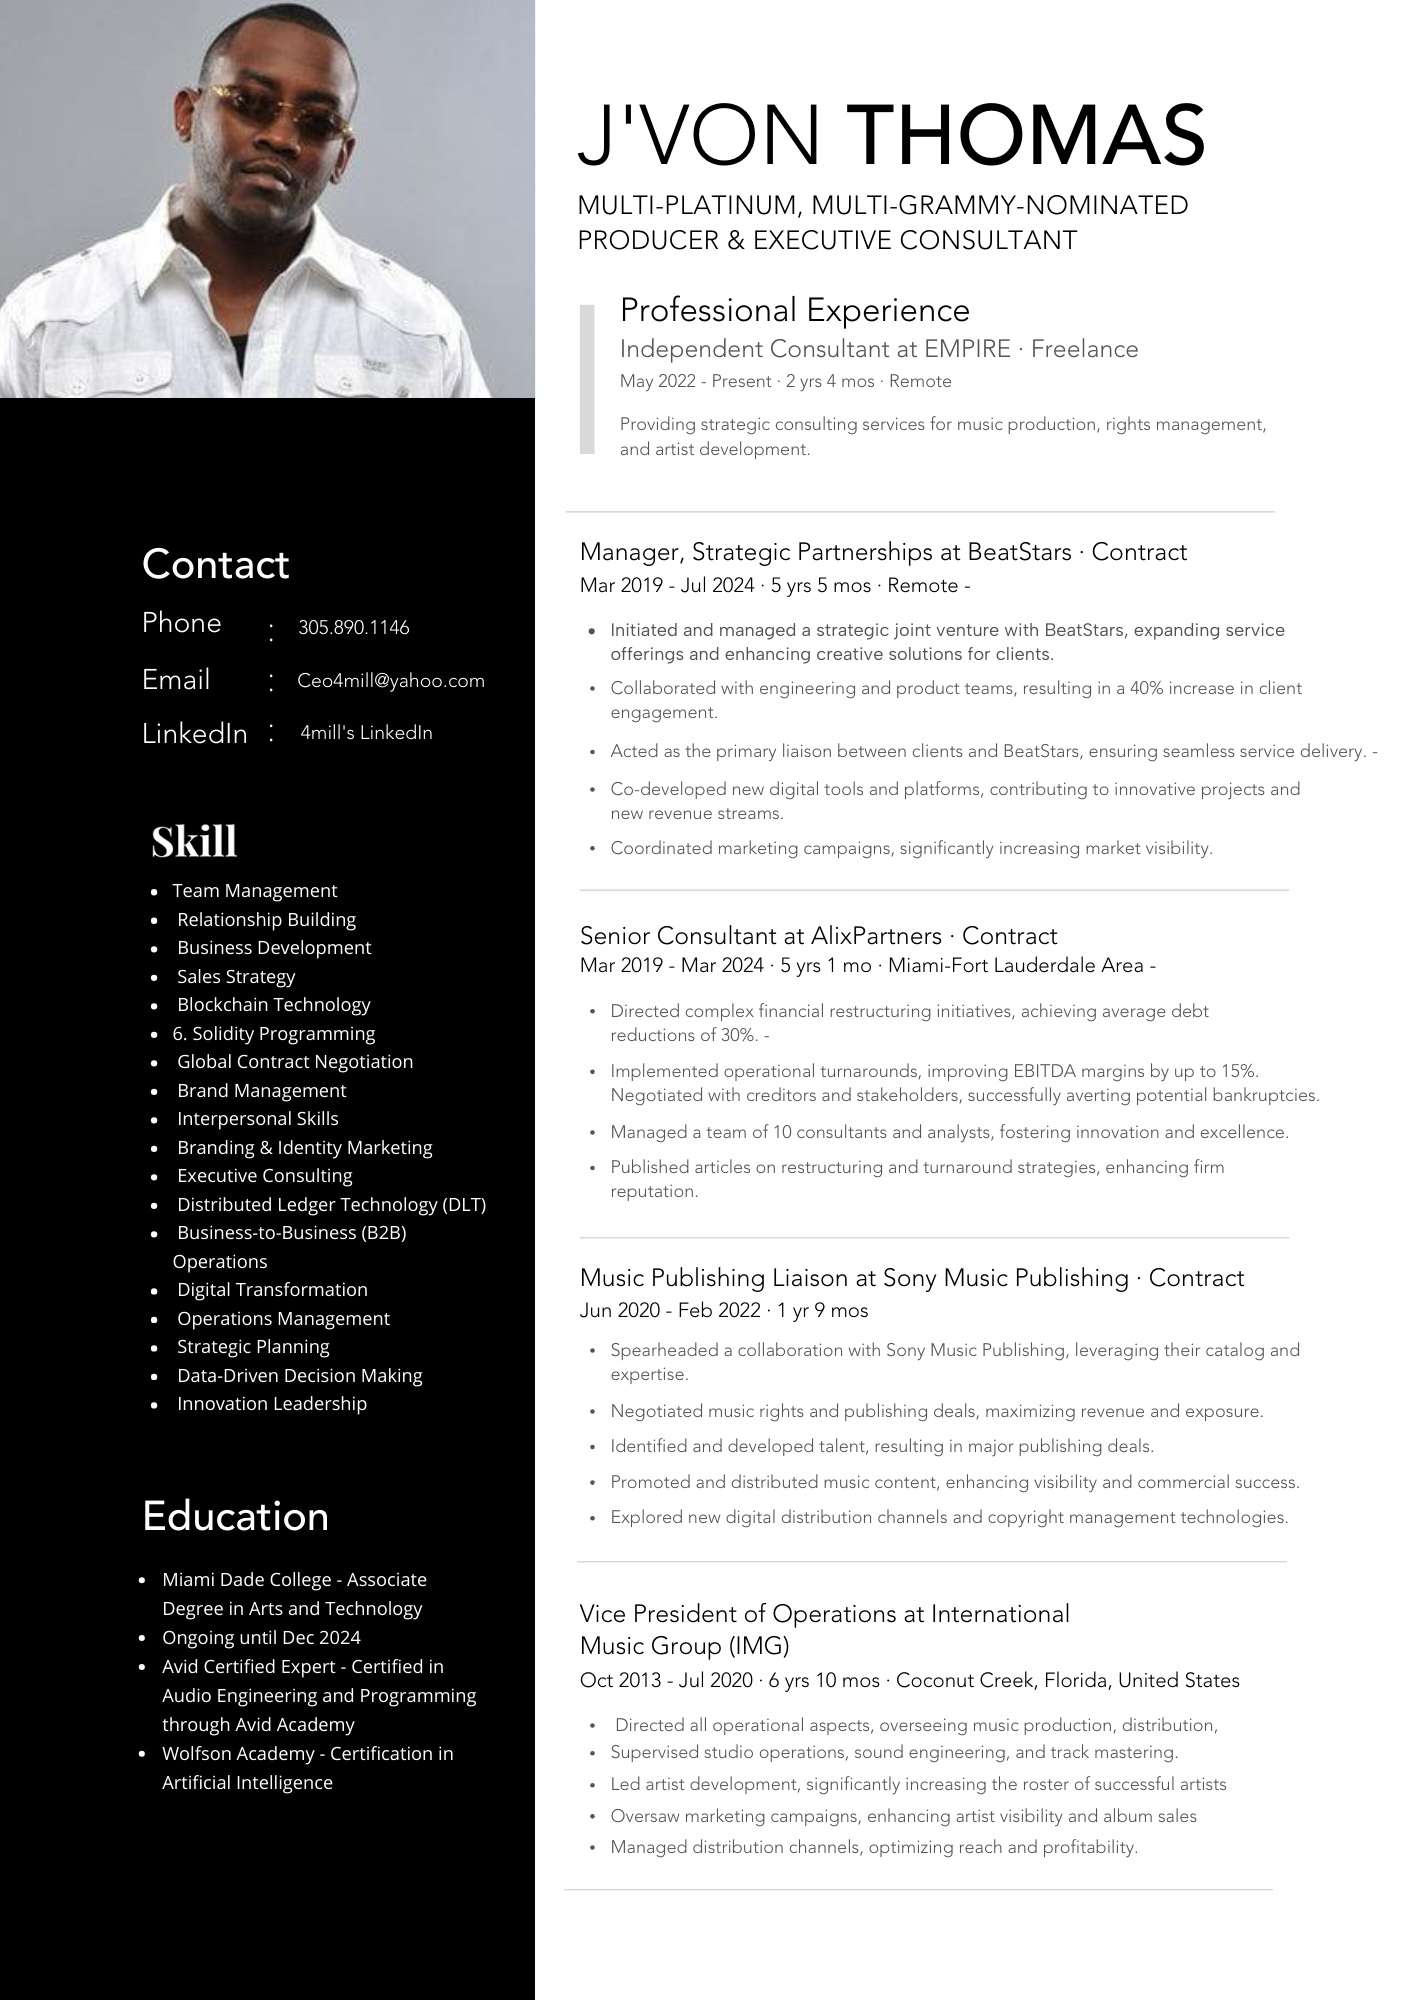 J'VON THOMAS
MULTI-PLATINUM, MULTI-GRAMMY-NOMINATED
PRODUCER & EXECUTIVE CONSULTANT
Professional Experience
Independent Consultant at EMPIRE · Freelance
May 2022 - Present · 2 yrs 4 mos · Remote
Providing strategic consulting services for music production, rights management,
and artist development.
Manager, Strategic Partnerships at BeatStars · Contract
Mar 2019 - Jul 2024 · 5 yrs 5 mos · Remote -
• Initiated and managed a strategic joint venture with BeatStars, expanding service
offerings and enhancing creative solutions for clients.
• Collaborated with engineering and product teams, resulting in a 40% increase in client
engagement.
• Acted as the primary liaison between clients and BeatStars, ensuring seamless service delivery. -
• Co-developed new digital tools and platforms, contributing to innovative projects and
new revenue streams.
• Coordinated marketing campaigns, significantly increasing market visibility.
Senior Consultant at AlixPartners · Contract
Mar 2019 - Mar 2024 · 5 yrs 1 mo · Miami-Fort Lauderdale Area -
• Directed complex financial restructuring initiatives, achieving average debt
reductions of 30%. -
• Implemented operational turnarounds, improving EBITDA margins by up to 15%.
Negotiated with creditors and stakeholders, successfully averting potential bankruptcies.
• Managed a team of 10 consultants and analysts, fostering innovation and excellence.
• Published articles on restructuring and turnaround strategies, enhancing firm
reputation.
Music Publishing Liaison at Sony Music Publishing · Contract
Jun 2020 - Feb 2022 · 1 yr 9 mos
• Spearheaded a collaboration with Sony Music Publishing, leveraging their catalog and
expertise.
• Negotiated music rights and publishing deals, maximizing revenue and exposure.
• Identified and developed talent, resulting in major publishing deals.
• Promoted and distributed music content, enhancing visibility and commercial success.
• Explored new digital distribution channels and copyright management technologies.
Vice President of Operations at International
Music Group (IMG)
Oct 2013 - Jul 2020 · 6 yrs 10 mos · Coconut Creek, Florida, United States
• Directed all operational aspects, overseeing music production, distribution,
• Supervised studio operations, sound engineering, and track mastering.
• Led artist development, significantly increasing the roster of successful artists
• Oversaw marketing campaigns, enhancing artist visibility and album sales
• Managed distribution channels, optimizing reach and profitability.
Contact
Phone : 305.890.1146
Email : Ceo4mill@yahoo.com
LinkedIn : 4mill's LinkedIn
Skill
• Team Management
• Relationship Building
• Business Development
• Sales Strategy
• Blockchain Technology
• 6. Solidity Programming
• Global Contract Negotiation
• Brand Management
• Interpersonal Skills
• Branding & Identity Marketing
• Executive Consulting
• Distributed Ledger Technology (DLT)
• Business-to-Business (B2B)
Operations
• Digital Transformation
• Operations Management
• Strategic Planning
• Data-Driven Decision Making
• Innovation Leadership
Education
• Miami Dade College - Associate
Degree in Arts and Technology
• Ongoing until Dec 2024
• Avid Certified Expert - Certified in
Audio Engineering and Programming
through Avid Academy
• Wolfson Academy - Certification in
Artificial Intelligence